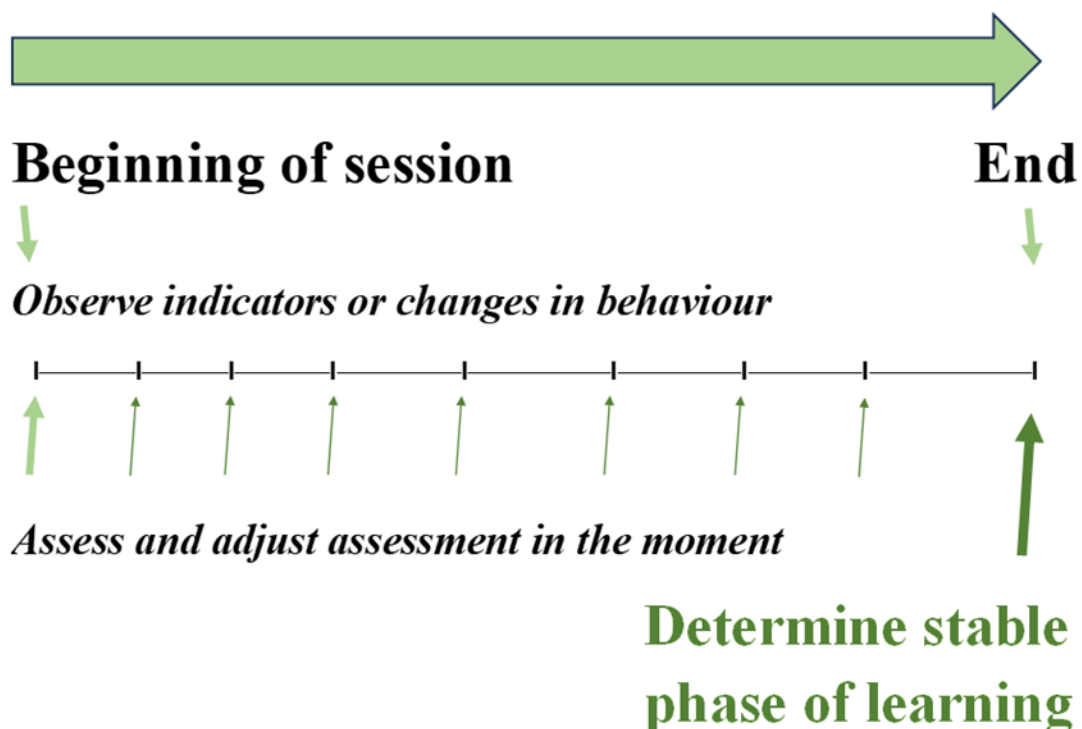 Beginning of session
End
Observe indicators or changes in behaviour
Assess and adjust assessment in the moment
Determine stable
phase of learning